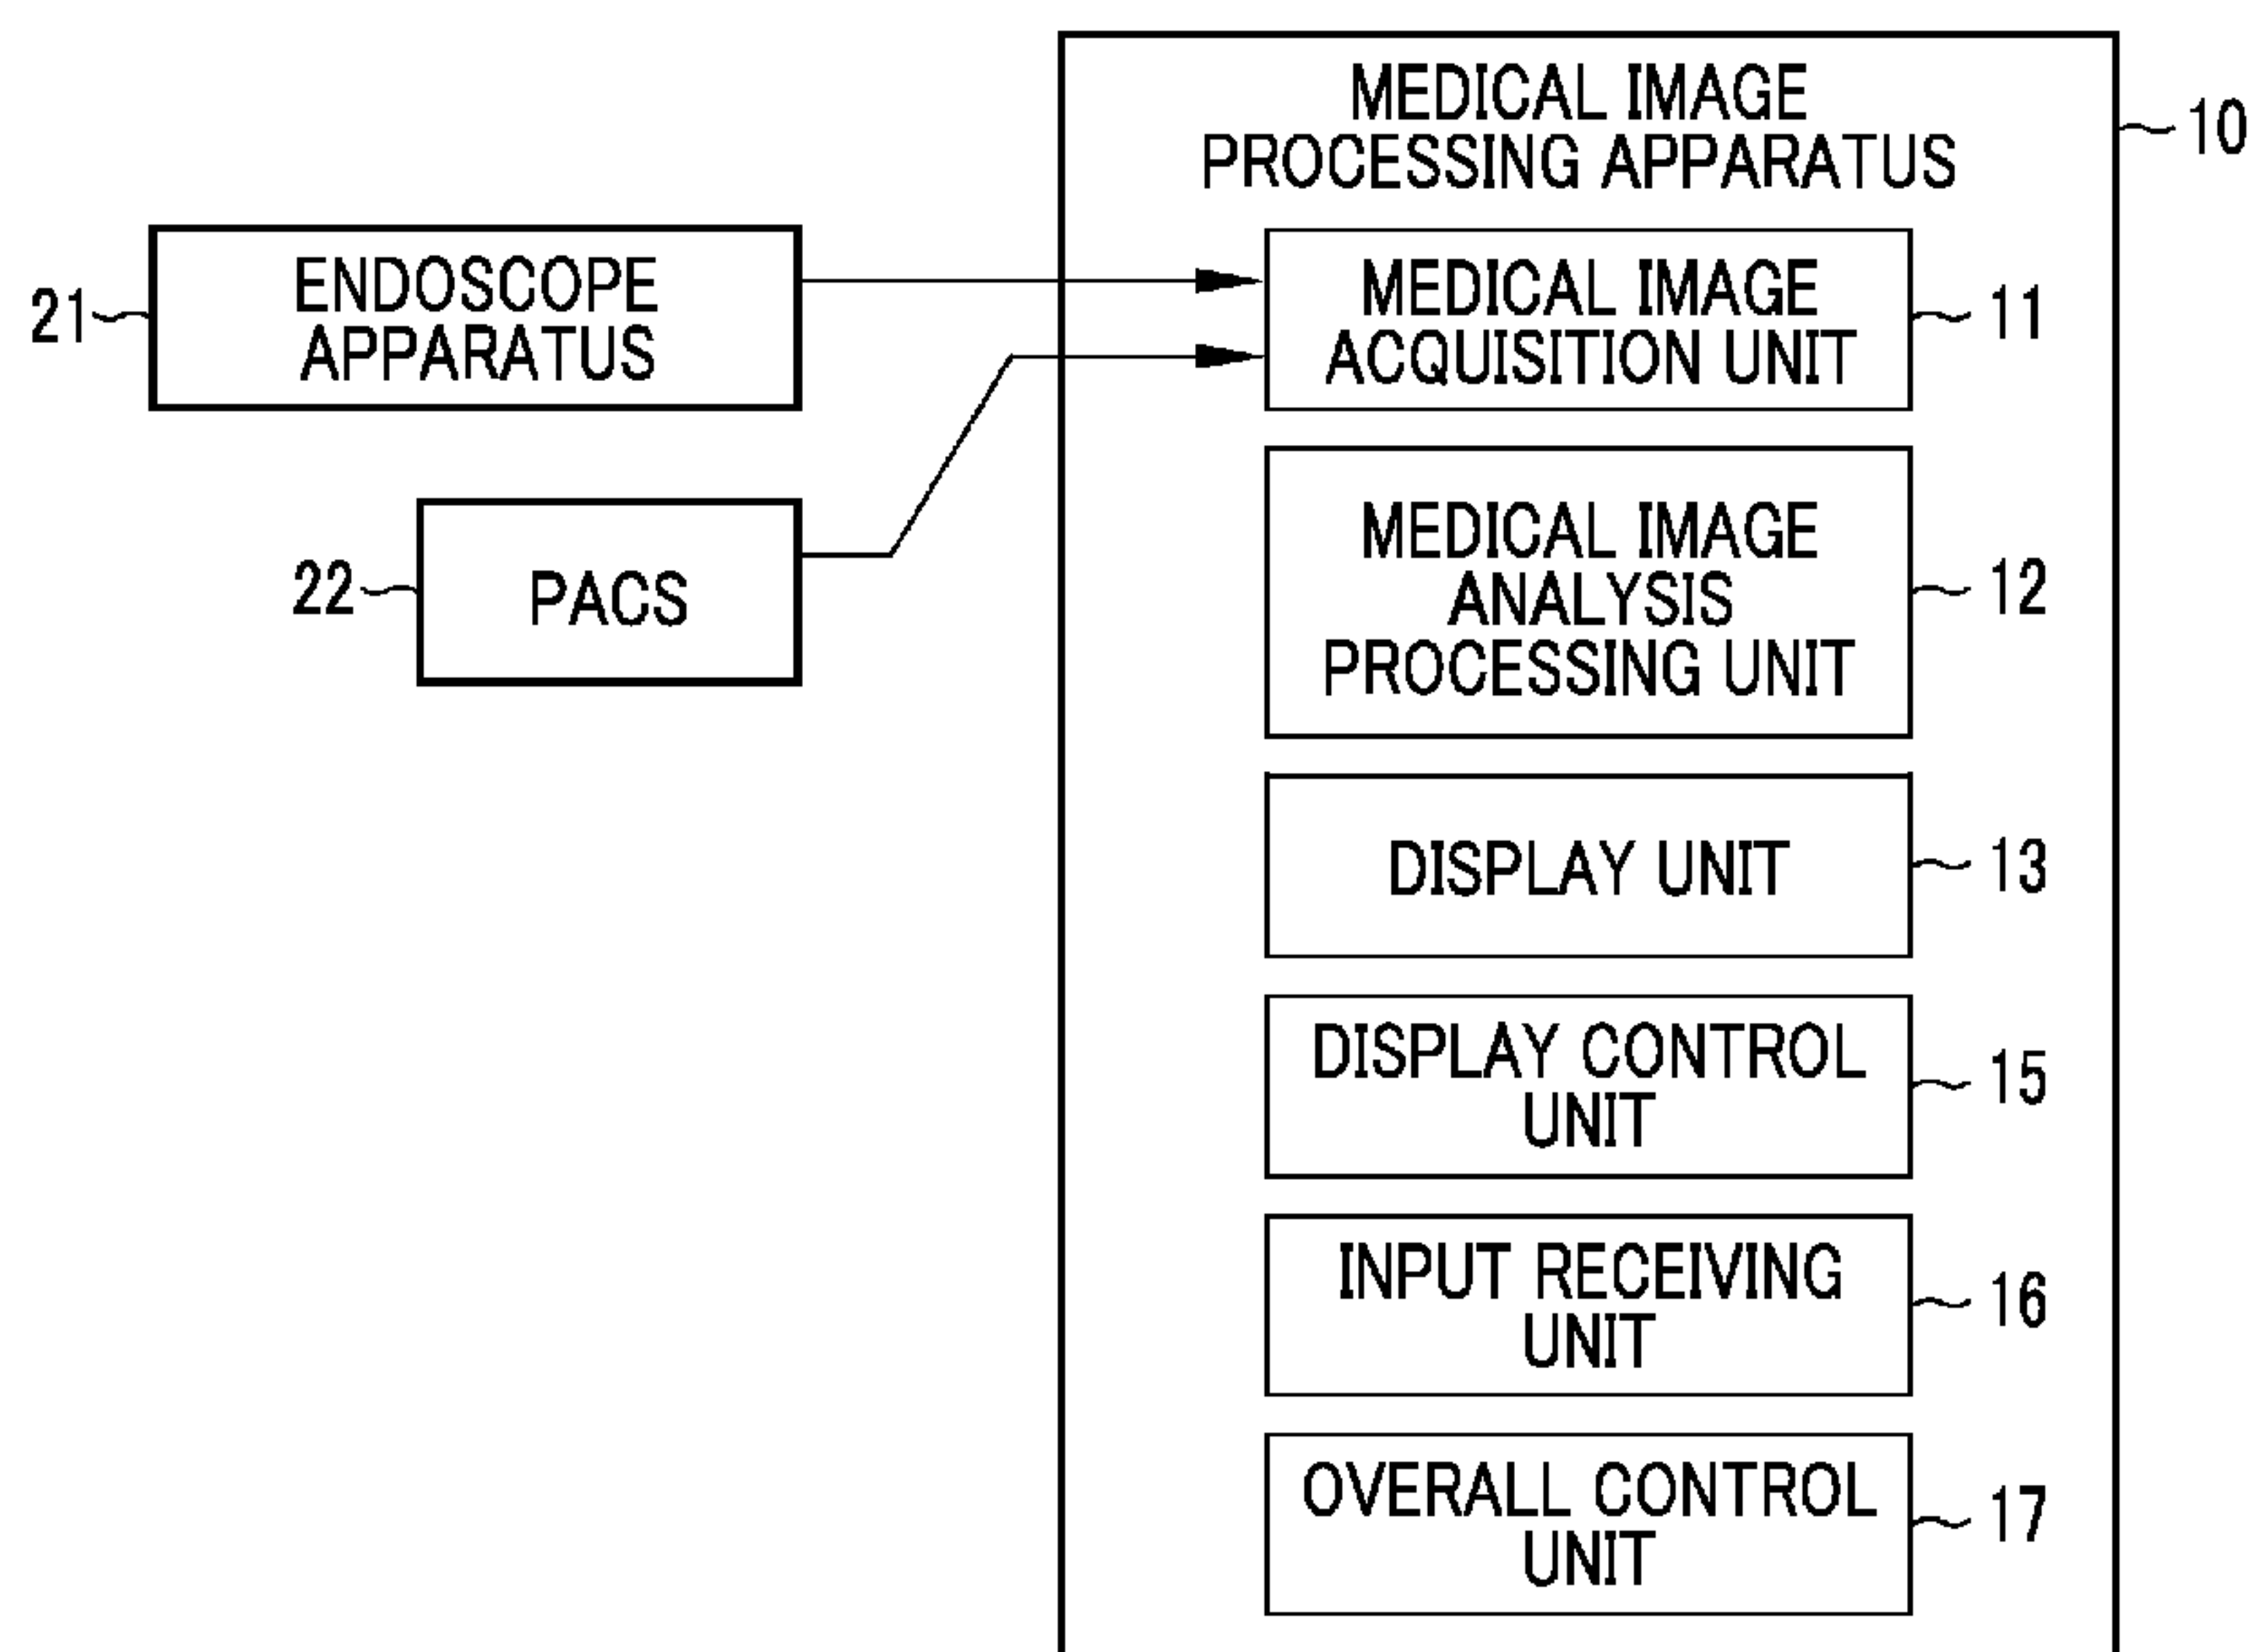 MEDICAL IMAGE
PROCESSING APPARATUS
10
ENDOSCOPE
APPARATUS
21
PACS
22
MEDICAL IMAGE
ACQUISITION UNIT
11
MEDICAL IMAGE
ANALYSIS
PROCESSING UNIT
12
DISPLAY UNIT
13
DISPLAY CONTROL
UNIT
15
INPUT RECEIVING
UNIT
16
OVERALL CONTROL
UNIT
17